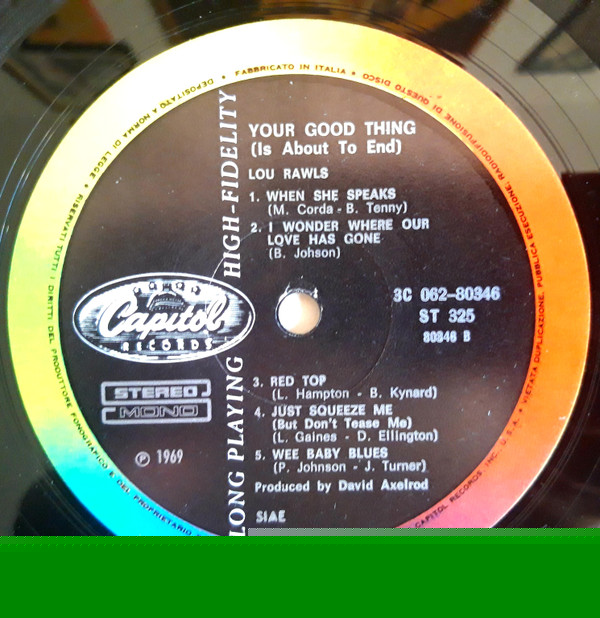 YOUR GOOD THING
(Is About To End)
LOU RAWLS
1. WHEN SHE SPEAKS
(M. Corda - B. Tenny)
2. I WONDER WHERE OUR
LOVE HAS GONE
(B. Johson)
3C 062-80346
ST 325
80346 B
3. RED TOP
(L. Hampton - B. Kynard)
4. JUST SQUEEZE ME
(But Don't Tease Me)
(L. Gaines - D. Ellington)
5. WEE BABY BLUES
(P. Johnson - J. Turner)
Produced by David Axelrod
SIAE
LONG PLAYING HIGH-FIDELITY
Capitol
RECORDS
STEREO
MONO
Ⓟ 1969
DEPOSITATO A NORMA DI LEGGE • RISERVATI TUTTI I DIRITTI DEL PRODUTTORE FONOGRAFICO E DEL PROPRIETARIO
• FABBRICATO IN ITALIA •
VIETATA DUPLICAZIONE, PUBBLICA ESECUZIONE, RADIODIFFUSIONE DI QUESTO DISCO
CAPITOL RECORDS INC. U.S.A. •